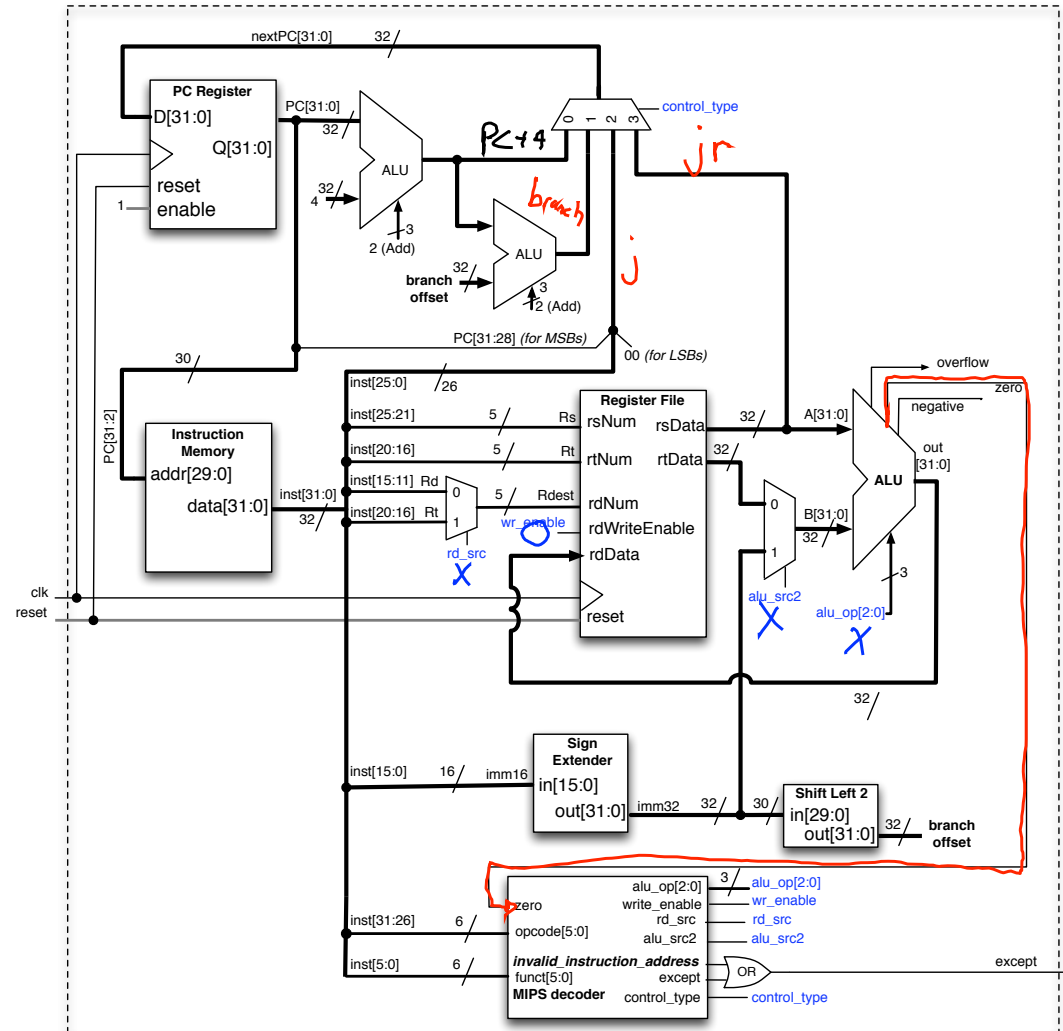 nextPC[31:0]
32
PC Register
D[31:0]
Q[31:0]
reset
enable
1
PC[31:0]
32
ALU
32
4
3
2 (Add)
PC+4
branch
ALU
32
branch
offset
3
2 (Add)
0
1
2
3
control_type
jr
j
PC[31:28] (for MSBs)
00 (for LSBs)
30
PC[31:2]
inst[25:0]
26
Instruction
Memory
addr[29:0]
data[31:0]
inst[31:0]
32
inst[25:21]
5
Rs
inst[20:16]
5
Rt
inst[15:11]
Rd
inst[20:16]
Rt
0
1
5
Rdest
rd_src
X
wr_enable
0
Register File
rsNum
rsData
rtNum
rtData
rdNum
rdWriteEnable
rdData
reset
32
32
0
1
alu_src2
X
A[31:0]
B[31:0]
32
ALU
out
[31:0]
overflow
zero
negative
3
alu_op[2:0]
X
32
clk
reset
inst[15:0]
16
imm16
Sign
Extender
in[15:0]
out[31:0]
imm32
32
30
Shift Left 2
in[29:0]
out[31:0]
32
branch
offset
inst[31:26]
6
inst[5:0]
6
zero
opcode[5:0]
funct[5:0]
MIPS decoder
alu_op[2:0]
write_enable
rd_src
alu_src2
invalid_instruction_address
except
control_type
3
alu_op[2:0]
wr_enable
rd_src
alu_src2
OR
except
control_type